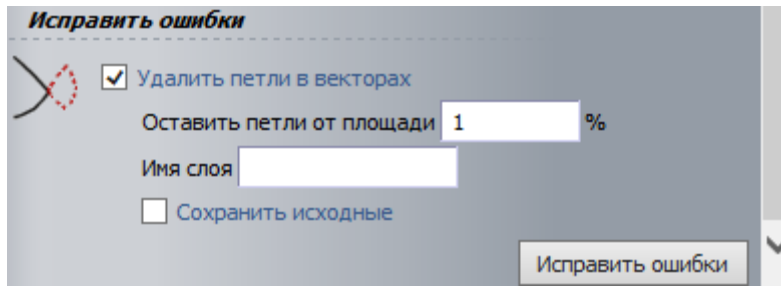 Исправить ошибки
Удалить петли в векторах
Оставить петли от площади 1 %
Имя слоя
Сохранить исходные
Исправить ошибки